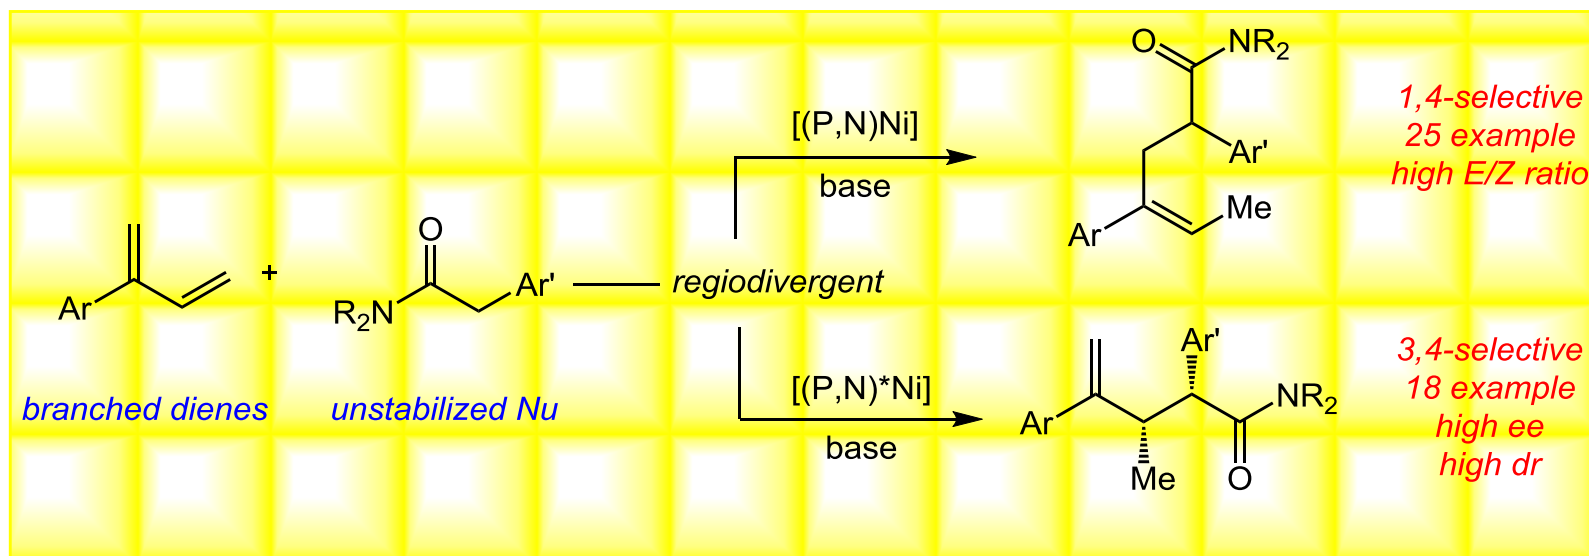 Ar
+
O
R2N
Ar'
branched dienes
unstabilized Nu
regiodivergent
[(P,N)Ni]
base
O
NR2
Ar'
Ar
Me
1,4-selective
25 example
high E/Z ratio
[(P,N)*Ni]
base
Ar'
Ar
NR2
Me
O
3,4-selective
18 example
high ee
high dr